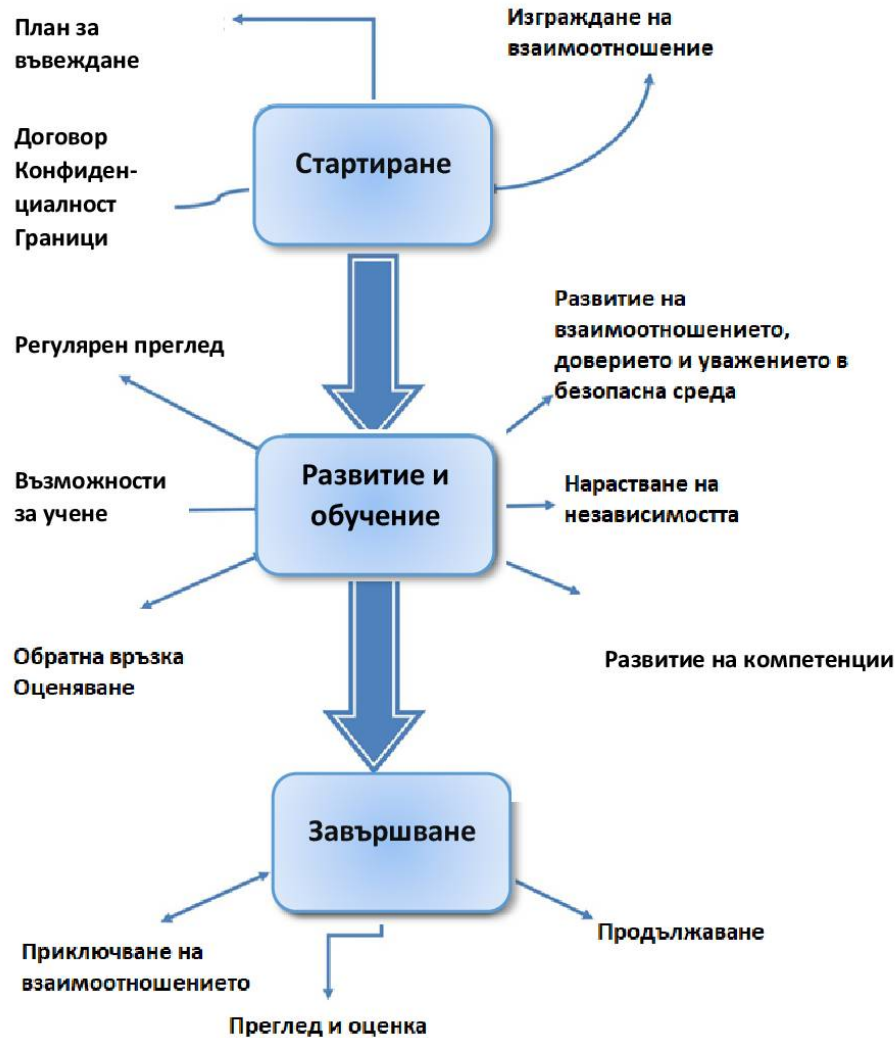 План за
въвеждане
Изграждане на
взаимоотношение
Стартиране
Договор
Конфиден-
циалност
Граници
Развитие на
взаимоотношението,
доверието и уважението в
безопасна среда
Регулярен преглед
Развитие и
обучение
Възможности
за учене
Нарастване на
независимостта
Обратна връзка
Оценяване
Развитие на компетенции
Завършване
Приключване на
взаимоотношението
Продължаване
Преглед и оценка